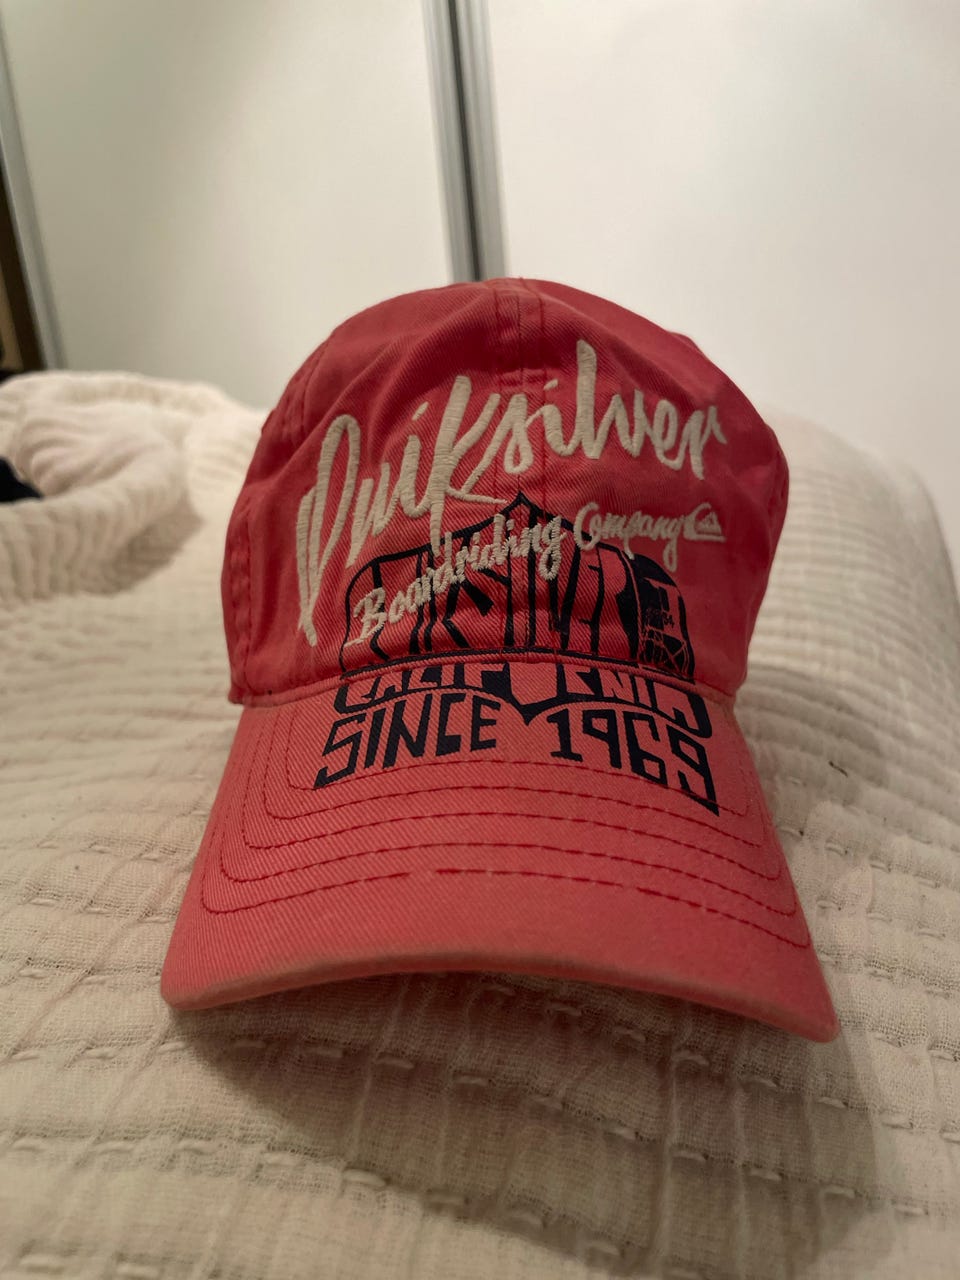 Quiksilver
Boardriding Company
CALIFORNIA
SINCE 1969